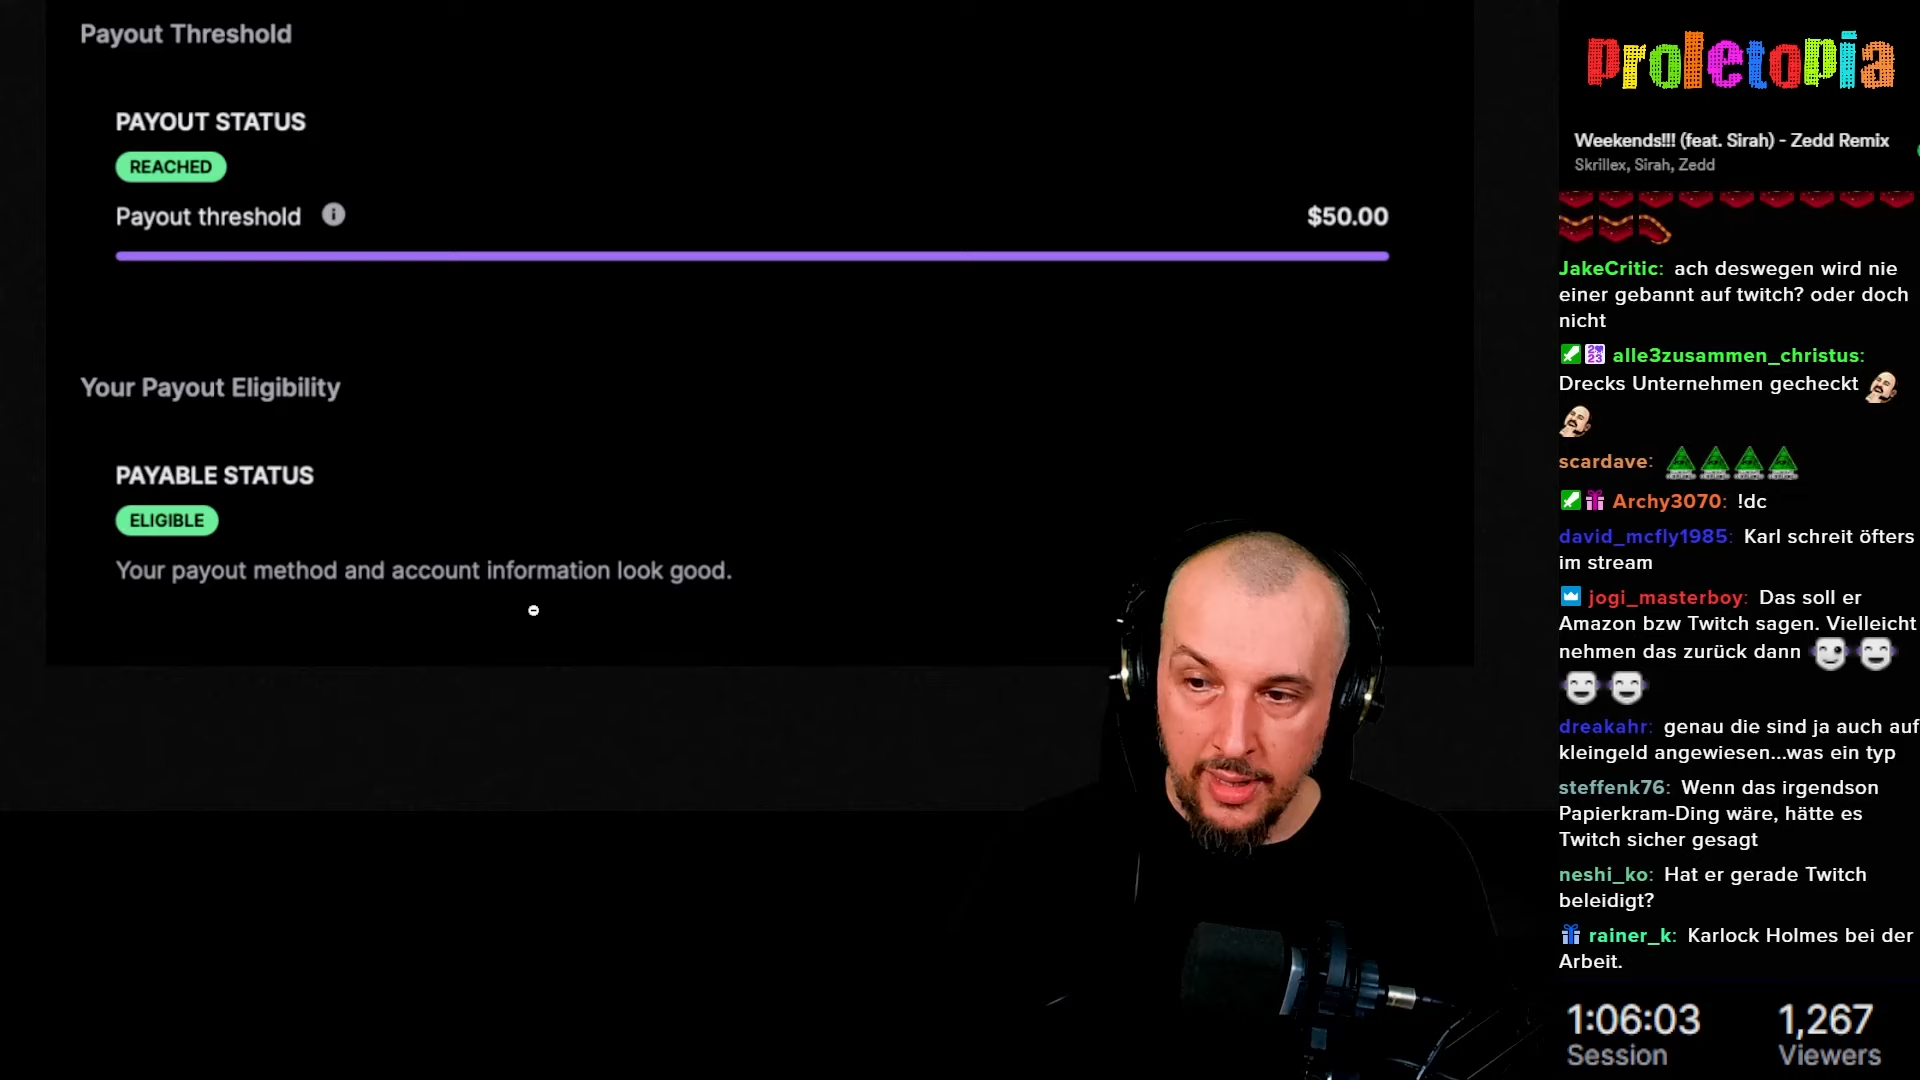 Payout Threshold
PAYOUT STATUS
REACHED
Payout threshold
$50.00
Your Payout Eligibility
PAYABLE STATUS
ELIGIBLE
Your payout method and account information look good.
Proletopia
Weekends!!! (feat. Sirah) - Zedd Remix
Skrillex, Sirah, Zedd
JakeCritic: ach deswegen wird nie
einer gebannt auf twitch? oder doch
nicht
alle3zusammen_christus:
Drecks Unternehmen gecheckt
scardave:
Archy3070: !dc
david_mcfly1985: Karl schreit öfters
im stream
jogi_masterboy: Das soll er
Amazon bzw Twitch sagen. Vielleicht
nehmen das zurück dann
dreakahr: genau die sind ja auch auf
kleingeld angewiesen...was ein typ
steffenk76: Wenn das irgendson
Papierkram-Ding wäre, hätte es
Twitch sicher gesagt
neshi_ko: Hat er gerade Twitch
beleidigt?
rainer_k: Karlock Holmes bei der
Arbeit.
1:06:03
Session
1,267
Viewers